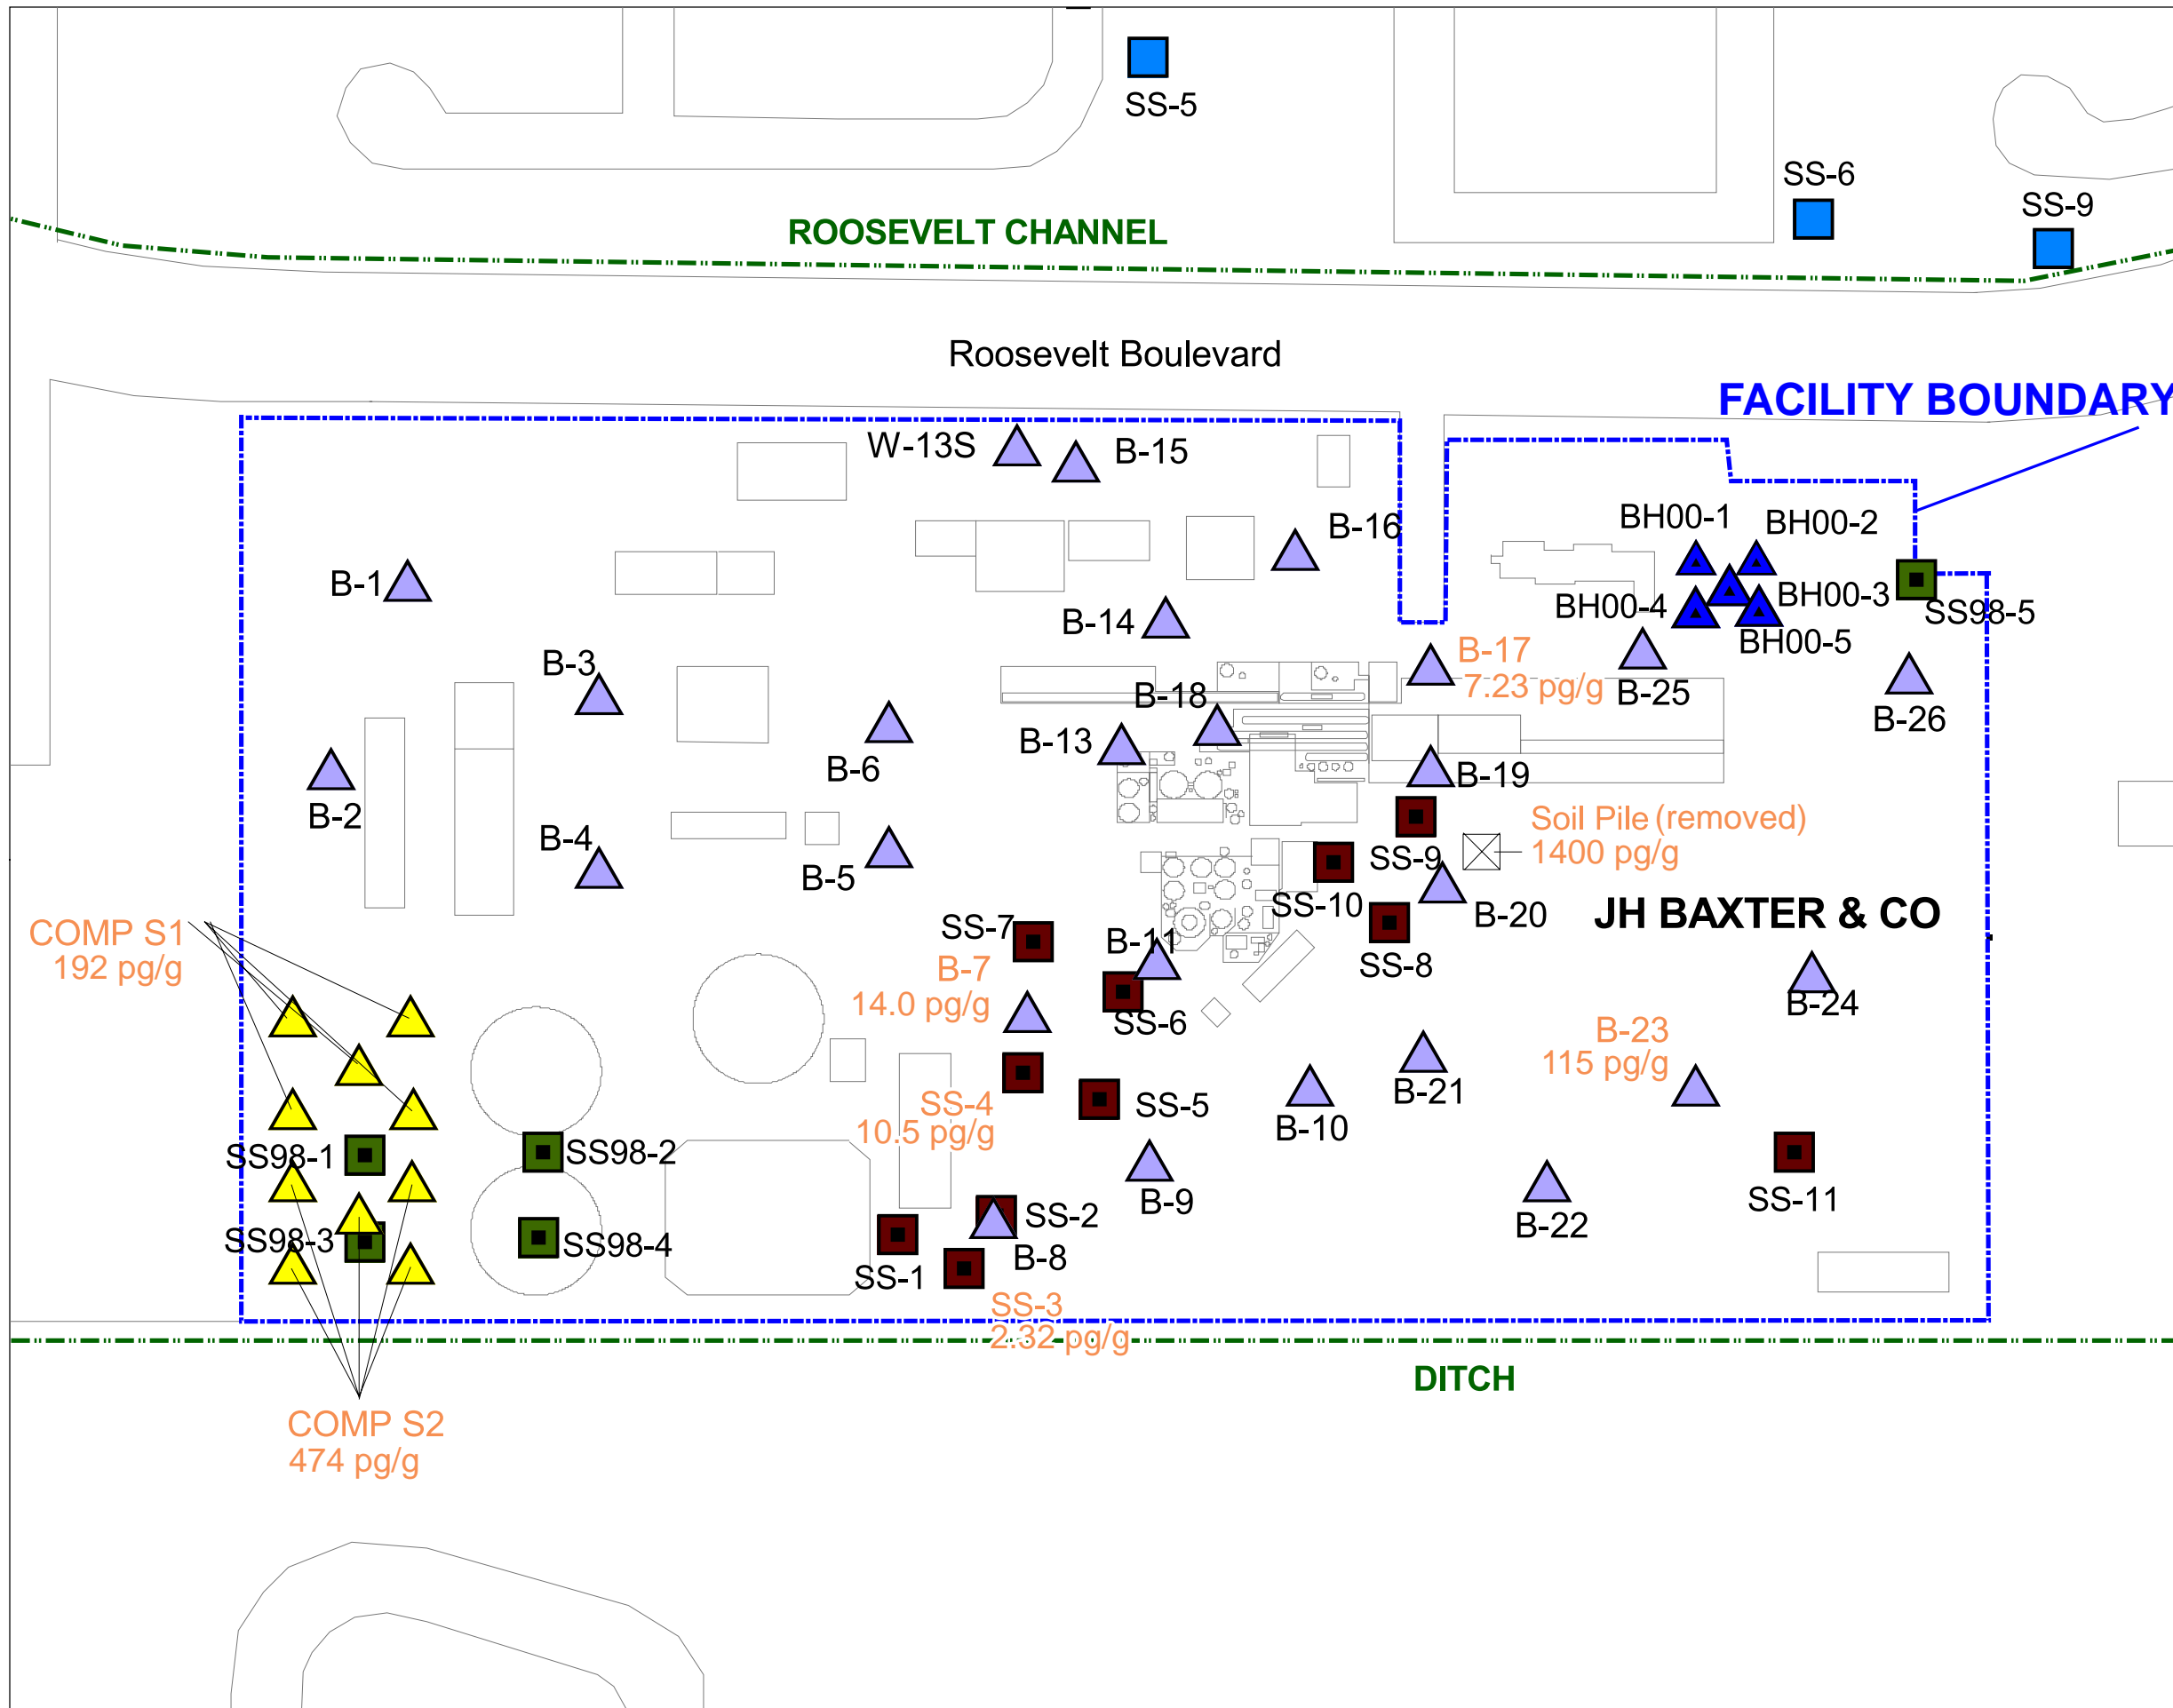 SS-5
SS-6
SS-9
ROOSEVELT CHANNEL
Roosevelt Boulevard
FACILITY BOUNDARY
W-13S
B-15
B-16
BH00-1
BH00-2
B-1
BH00-4
BH00-3
SS98-5
B-14
BH00-5
B-3
B-17
7.23 pg/g
B-25
B-18
B-26
B-13
B-6
B-19
B-2
Soil Pile (removed)
1400 pg/g
B-4
B-5
SS-9
SS-10
B-20
JH BAXTER & CO
COMP S1
192 pg/g
SS-7
B-11
SS-8
B-7
14.0 pg/g
B-24
SS-6
B-23
115 pg/g
B-21
SS-4
10.5 pg/g
SS-5
B-10
SS98-1
SS98-2
B-9
SS-11
SS-2
B-22
SS98-3
SS98-4
B-8
SS-1
SS-3
2.32 pg/g
DITCH
COMP S2
474 pg/g